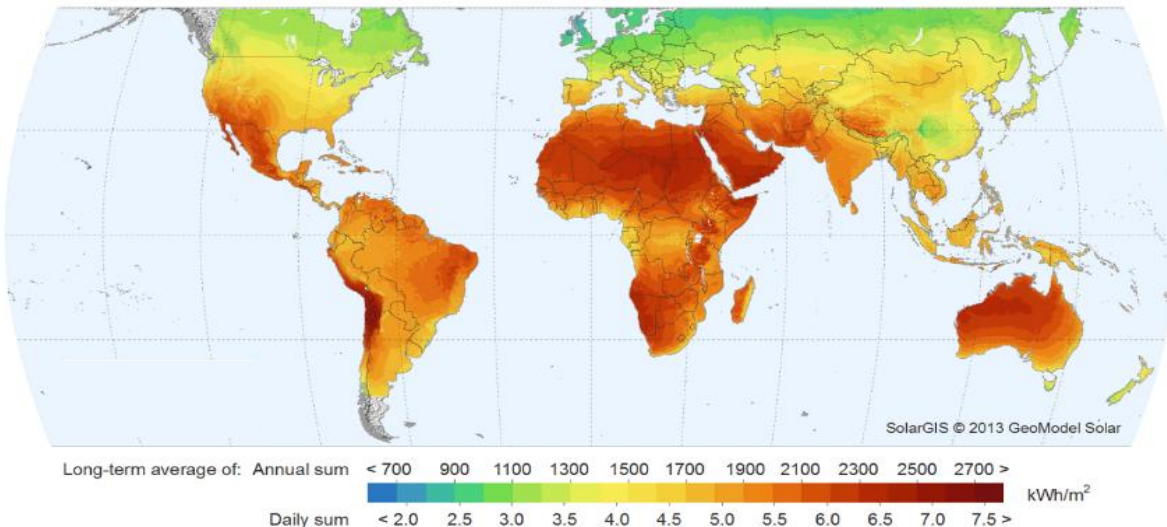 SolarGIS © 2013 GeoModel Solar
Long-term average of: Annual sum < 700 900 1100 1300 1500 1700 1900 2100 2300 2500 2700 >
kWh/m²
Daily sum < 2.0 2.5 3.0 3.5 4.0 4.5 5.0 5.5 6.0 6.5 7.0 7.5 >